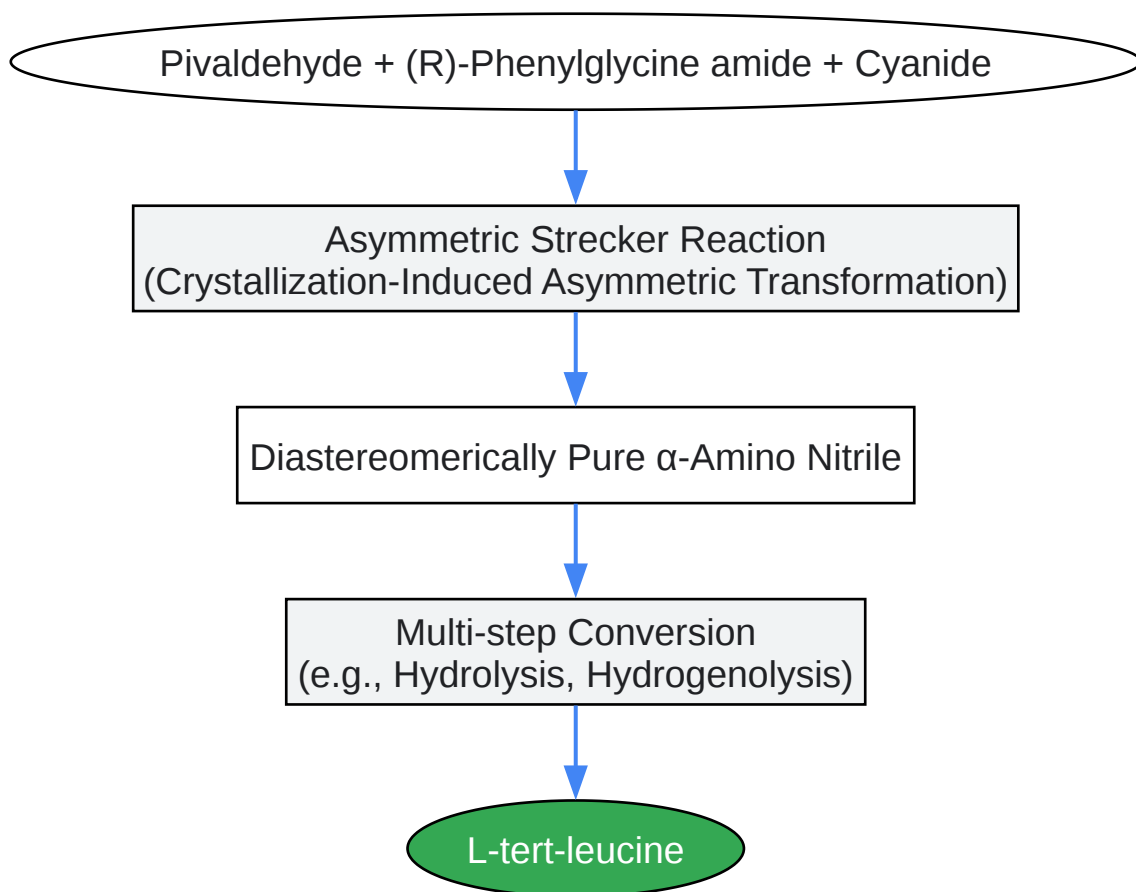 Pivaldehyde + (R)-Phenylglycine amide + Cyanide
Asymmetric Strecker Reaction
(Crystallization-Induced Asymmetric Transformation)
Diastereomerically Pure α-Amino Nitrile
Multi-step Conversion
(e.g., Hydrolysis, Hydrogenolysis)
L-tert-leucine